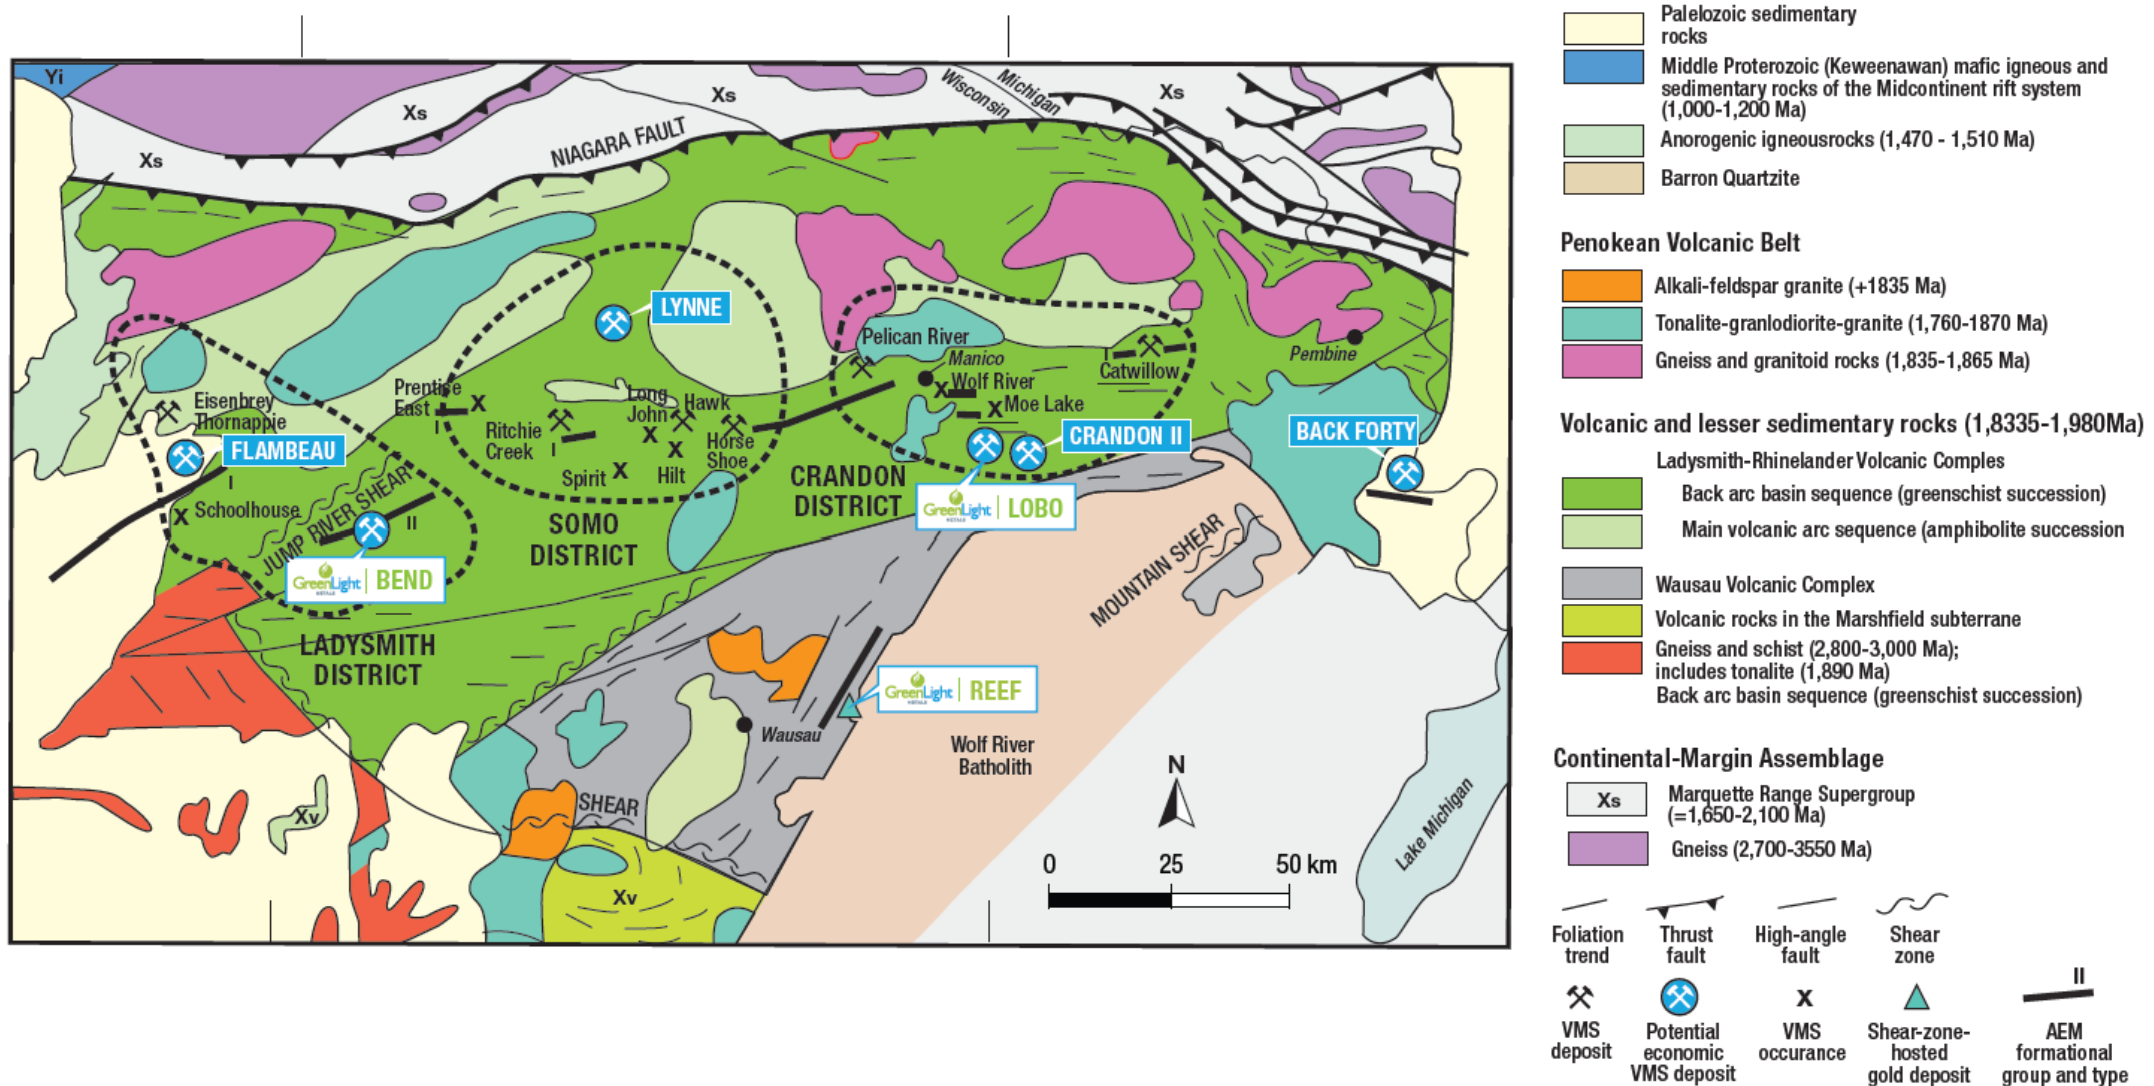 Yi
Xs
Xs
Xs
Xs
NIAGARA FAULT
Michigan
Wisconsin
LYNNE
Pelican River
Manico
Wolf River
Moe Lake
Catwillow
Pembine
Prentise
East
I
Ritchie
Creek
I
Long
John
Hawk
Horse
Shoe
Spirit
Hilt
Eisenbrey
Thornappie
FLAMBEAU
I
Schoolhouse
JUMP RIVER SHEAR
II
GreenLight
METALS
BEND
SOMO
DISTRICT
CRANDON
DISTRICT
I
CRANDON II
BACK FORTY
GreenLight
METALS
LOBO
LADYSMITH
DISTRICT
MOUNTAIN SHEAR
GreenLight
METALS
REEF
Wausau
Wolf River
Batholith
SHEAR
Xv
Xv
N
0 25 50 km
Lake Michigan
Palelozoic sedimentary
rocks
Middle Proterozoic (Keweenawan) mafic igneous and
sedimentary rocks of the Midcontinent rift system
(1,000-1,200 Ma)
Anorogenic igneousrocks (1,470 - 1,510 Ma)
Barron Quartzite
Penokean Volcanic Belt
Alkali-feldspar granite (+1835 Ma)
Tonalite-granlodiorite-granite (1,760-1870 Ma)
Gneiss and granitoid rocks (1,835-1,865 Ma)
Volcanic and lesser sedimentary rocks (1,8335-1,980Ma)
Ladysmith-Rhinelander Volcanic Comples
Back arc basin sequence (greenschist succession)
Main volcanic arc sequence (amphibolite succession
Wausau Volcanic Complex
Volcanic rocks in the Marshfield subterrane
Gneiss and schist (2,800-3,000 Ma);
includes tonalite (1,890 Ma)
Back arc basin sequence (greenschist succession)
Continental-Margin Assemblage
Xs
Marquette Range Supergroup
(=1,650-2,100 Ma)
Gneiss (2,700-3550 Ma)
Foliation
trend
Thrust
fault
High-angle
fault
Shear
zone
VMS
deposit
Potential
economic
VMS deposit
X
VMS
occurance
Shear-zone-
hosted
gold deposit
II
AEM
formational
group and type